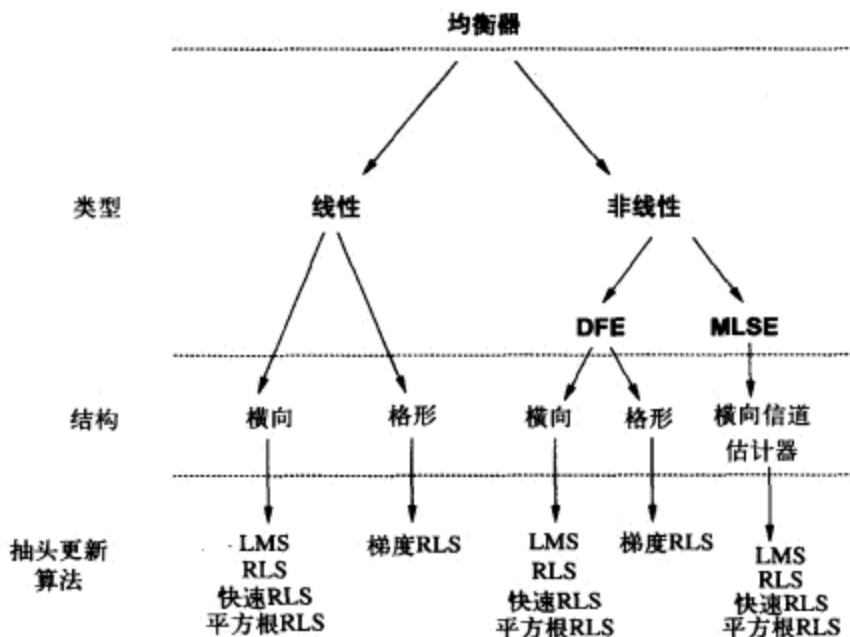 均衡器
类型
线性
非线性
DFE
MLSE
结构
横向
格形
横向
格形
横向信道
估计器
抽头更新
算法
LMS
RLS
快速RLS
平方根RLS
梯度RLS
LMS
RLS
快速RLS
平方根RLS
梯度RLS
LMS
RLS
快速RLS
平方根RLS